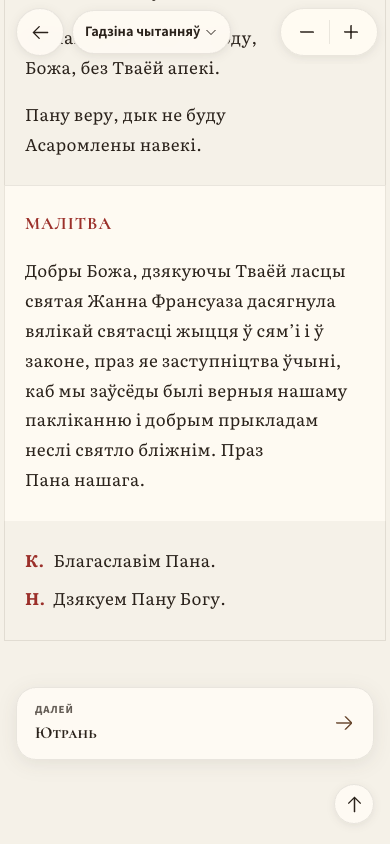 Гадзіна чытанняў
ду,
Божа, без Тваёй апекі.
Пану веру, дык не буду
Асаромлены навекі.
МАЛІТВА
Добры Божа, дзякуючы Тваёй ласцы
святая Жанна Франсуаза дасягнула
вялікай святасці жыцця ў сям’і і ў
законе, праз яе заступніцтва ўчыні,
каб мы заўсёды былі верныя нашаму
пакліканню і добрым прыкладам
неслі святло бліжнім. Праз
Пана нашага.
К. Благаславім Пана.
Н. Дзякуем Пану Богу.
ДАЛЕЙ
Ютрань